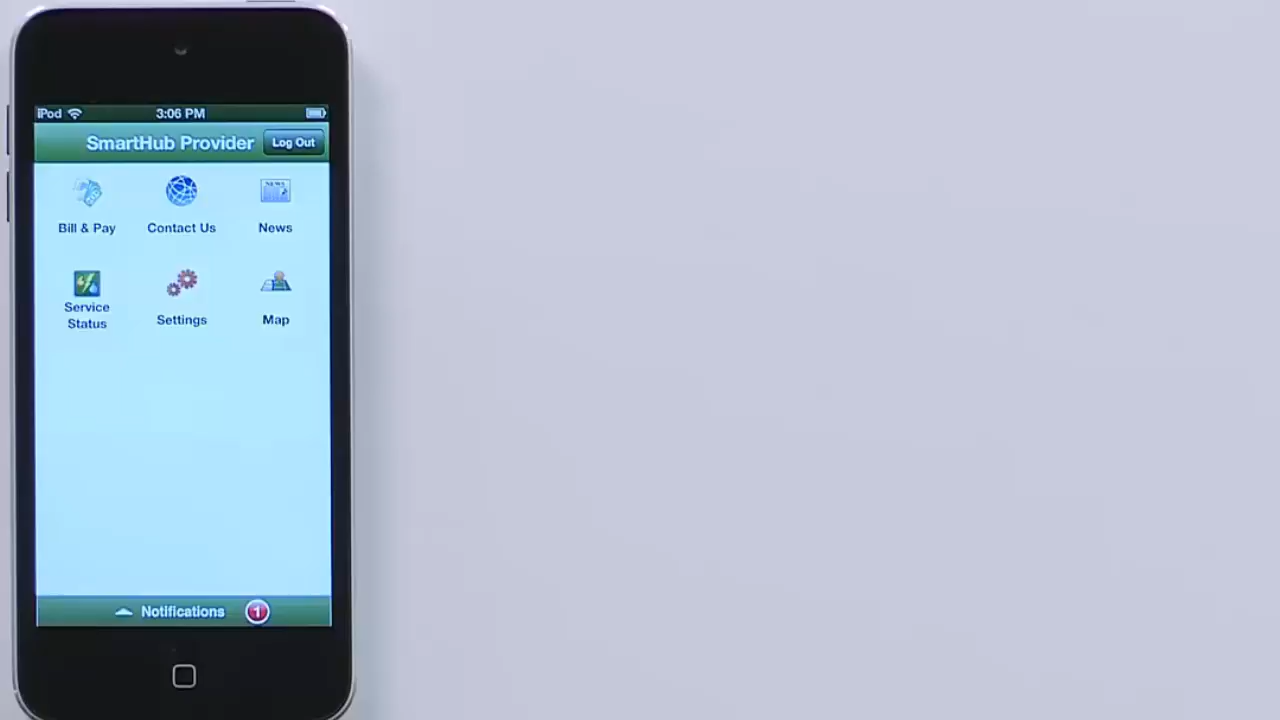 iPod 3:06 PM
SmartHub Provider Log Out
Bill & Pay Contact Us News
Service
Status Settings Map
Notifications 1